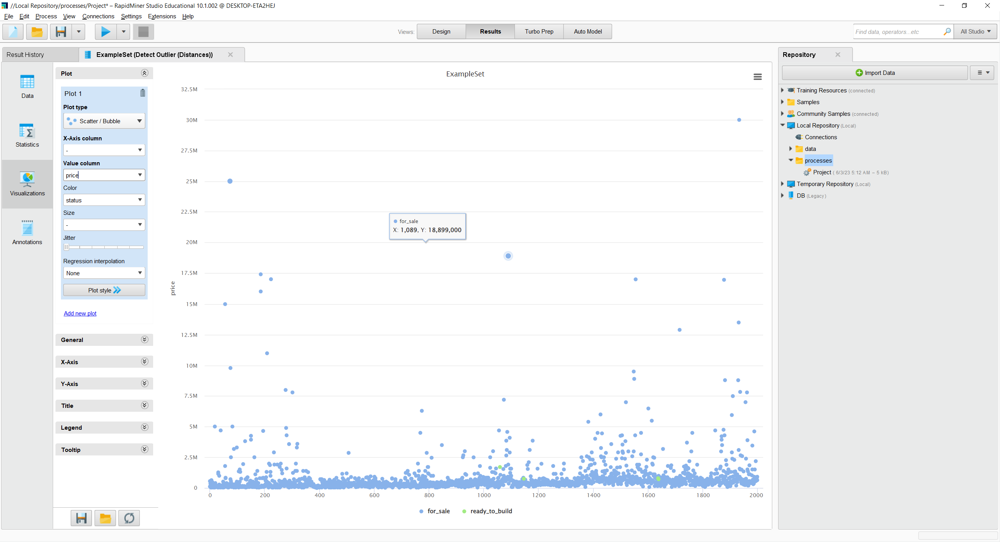 //Local Repository/processes/Project* – RapidMiner Studio Educational 10.1.002 @ DESKTOP-ETA2HEJ
File Edit Process View Connections Settings Extensions Help
Views: Design Results Turbo Prep Auto Model
Find data, operators...etc All Studio
Result History
ExampleSet (Detect Outlier (Distances))
Data
Statistics
Visualizations
Annotations
Plot
Plot 1
Plot type
Scatter / Bubble
X-Axis column
-
Value column
price
Color
status
Size
-
Jitter
Regression interpolation
None
Plot style
Add new plot
General
X-Axis
Y-Axis
Title
Legend
Tooltip
ExampleSet
32.5M
30M
27.5M
25M
22.5M
20M
17.5M
15M
12.5M
10M
7.5M
5M
2.5M
0
price
for_sale
X: 1,089, Y: 18,899,000
0 200 400 600 800 1000 1200 1400 1600 1800 2000
for_sale ready_to_build
Repository
Import Data
Training Resources (connected)
Samples
Community Samples (connected)
Local Repository (Local)
Connections
data
processes
Project ( 6/3/23 5:12 AM – 5 kB)
Temporary Repository (Local)
DB (Legacy)